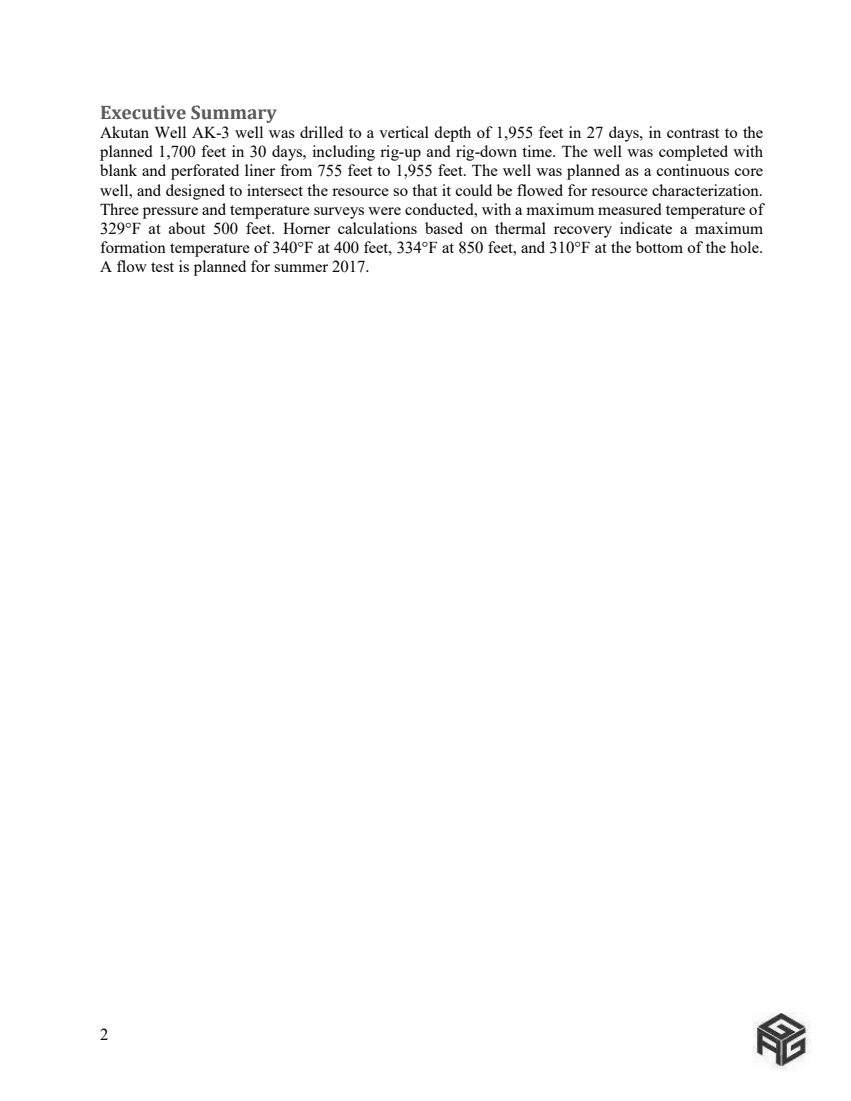 Executive Summary
Akutan Well AK-3 well was drilled to a vertical depth of 1,955 feet in 27 days, in contrast to the
planned 1,700 feet in 30 days, including rig-up and rig-down time. The well was completed with
blank and perforated liner from 755 feet to 1,955 feet. The well was planned as a continuous core
well, and designed to intersect the resource so that it could be flowed for resource characterization.
Three pressure and temperature surveys were conducted, with a maximum measured temperature of
329°F at about 500 feet. Horner calculations based on thermal recovery indicate a maximum
formation temperature of 340°F at 400 feet, 334°F at 850 feet, and 310°F at the bottom of the hole.
A flow test is planned for summer 2017.
2
GAG